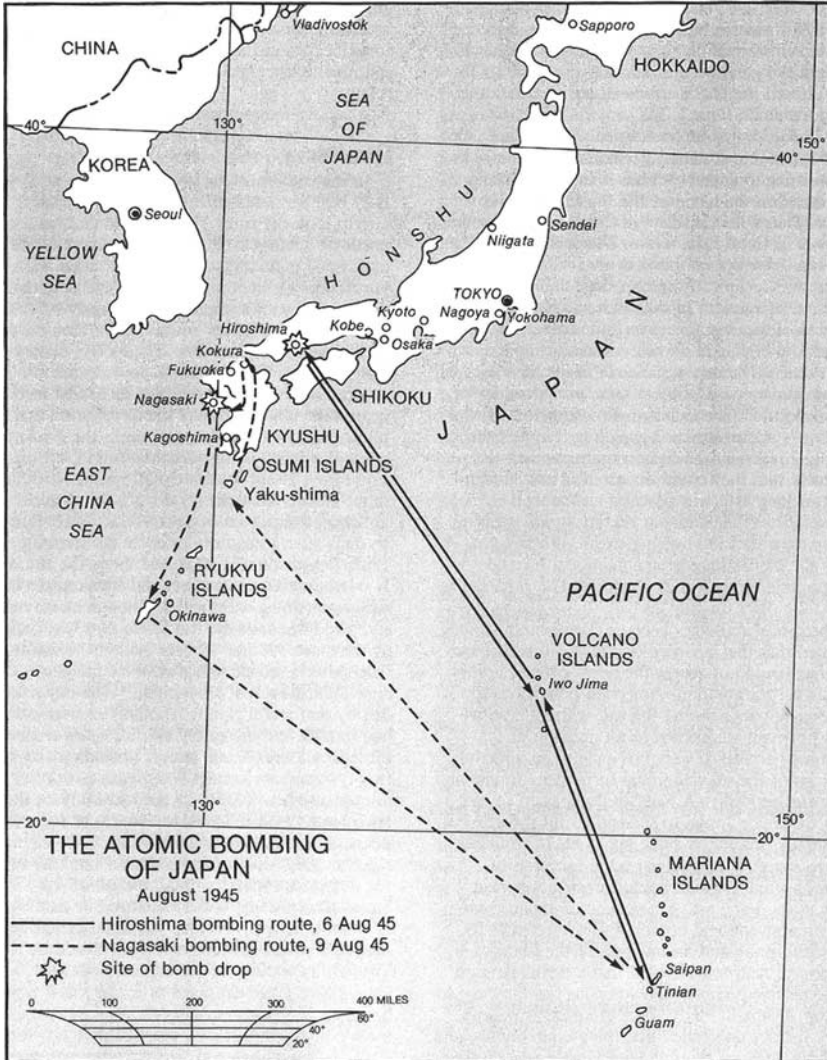 Vladivostok
Sapporo
CHINA
HOKKAIDO
SEA
OF
JAPAN
130°
40°
150°
40°
KOREA
Seoul
HONSHU
Sendai
Niigata
YELLOW
SEA
TOKYO
Kyoto
Nagoya
Yokohama
Hiroshima
Kobe
Osaka
Kokura
Fukuoka
SHIKOKU
JAPAN
Nagasaki
Kagoshima
KYUSHU
OSUMI ISLANDS
Yaku-shima
EAST
CHINA
SEA
RYUKYU
ISLANDS
Okinawa
PACIFIC OCEAN
VOLCANO
ISLANDS
Iwo Jima
130°
20°
150°
20°
THE ATOMIC BOMBING
OF JAPAN
August 1945
Hiroshima bombing route, 6 Aug 45
Nagasaki bombing route, 9 Aug 45
Site of bomb drop
0 100 200 300 400 MILES
60°
40°
20°
MARIANA
ISLANDS
Saipan
Tinian
Guam